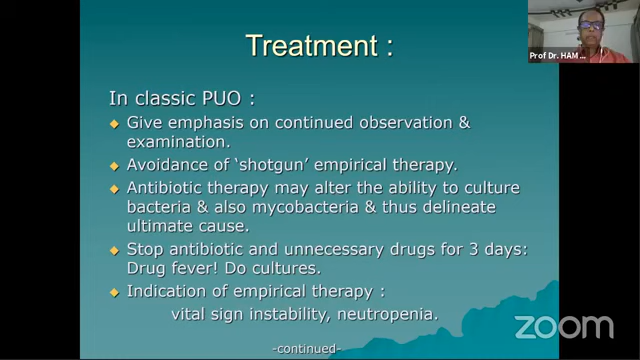 Treatment :
Prof Dr. HAM ...
In classic PUO :
Give emphasis on continued observation &
examination.
Avoidance of ‘shotgun’ empirical therapy.
Antibiotic therapy may alter the ability to culture
bacteria & also mycobacteria & thus delineate
ultimate cause.
Stop antibiotic and unnecessary drugs for 3 days:
Drug fever! Do cultures.
Indication of empirical therapy :
vital sign instability, neutropenia.
zoom
-continued-